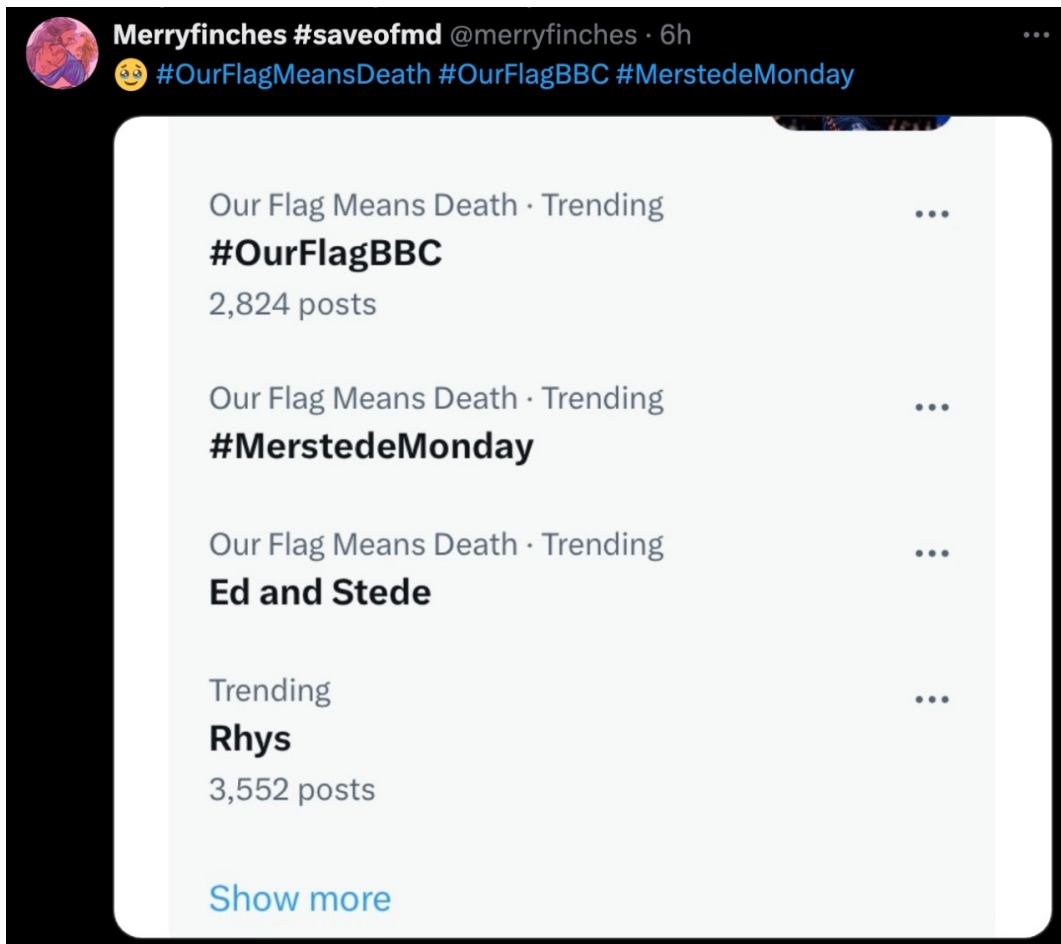 Merryfinches #saveofmd @merryfinches · 6h
🥹 #OurFlagMeansDeath #OurFlagBBC #MerstedeMonday
Our Flag Means Death · Trending
#OurFlagBBC
2,824 posts
Our Flag Means Death · Trending
#MerstedeMonday
Our Flag Means Death · Trending
Ed and Stede
Trending
Rhys
3,552 posts
Show more